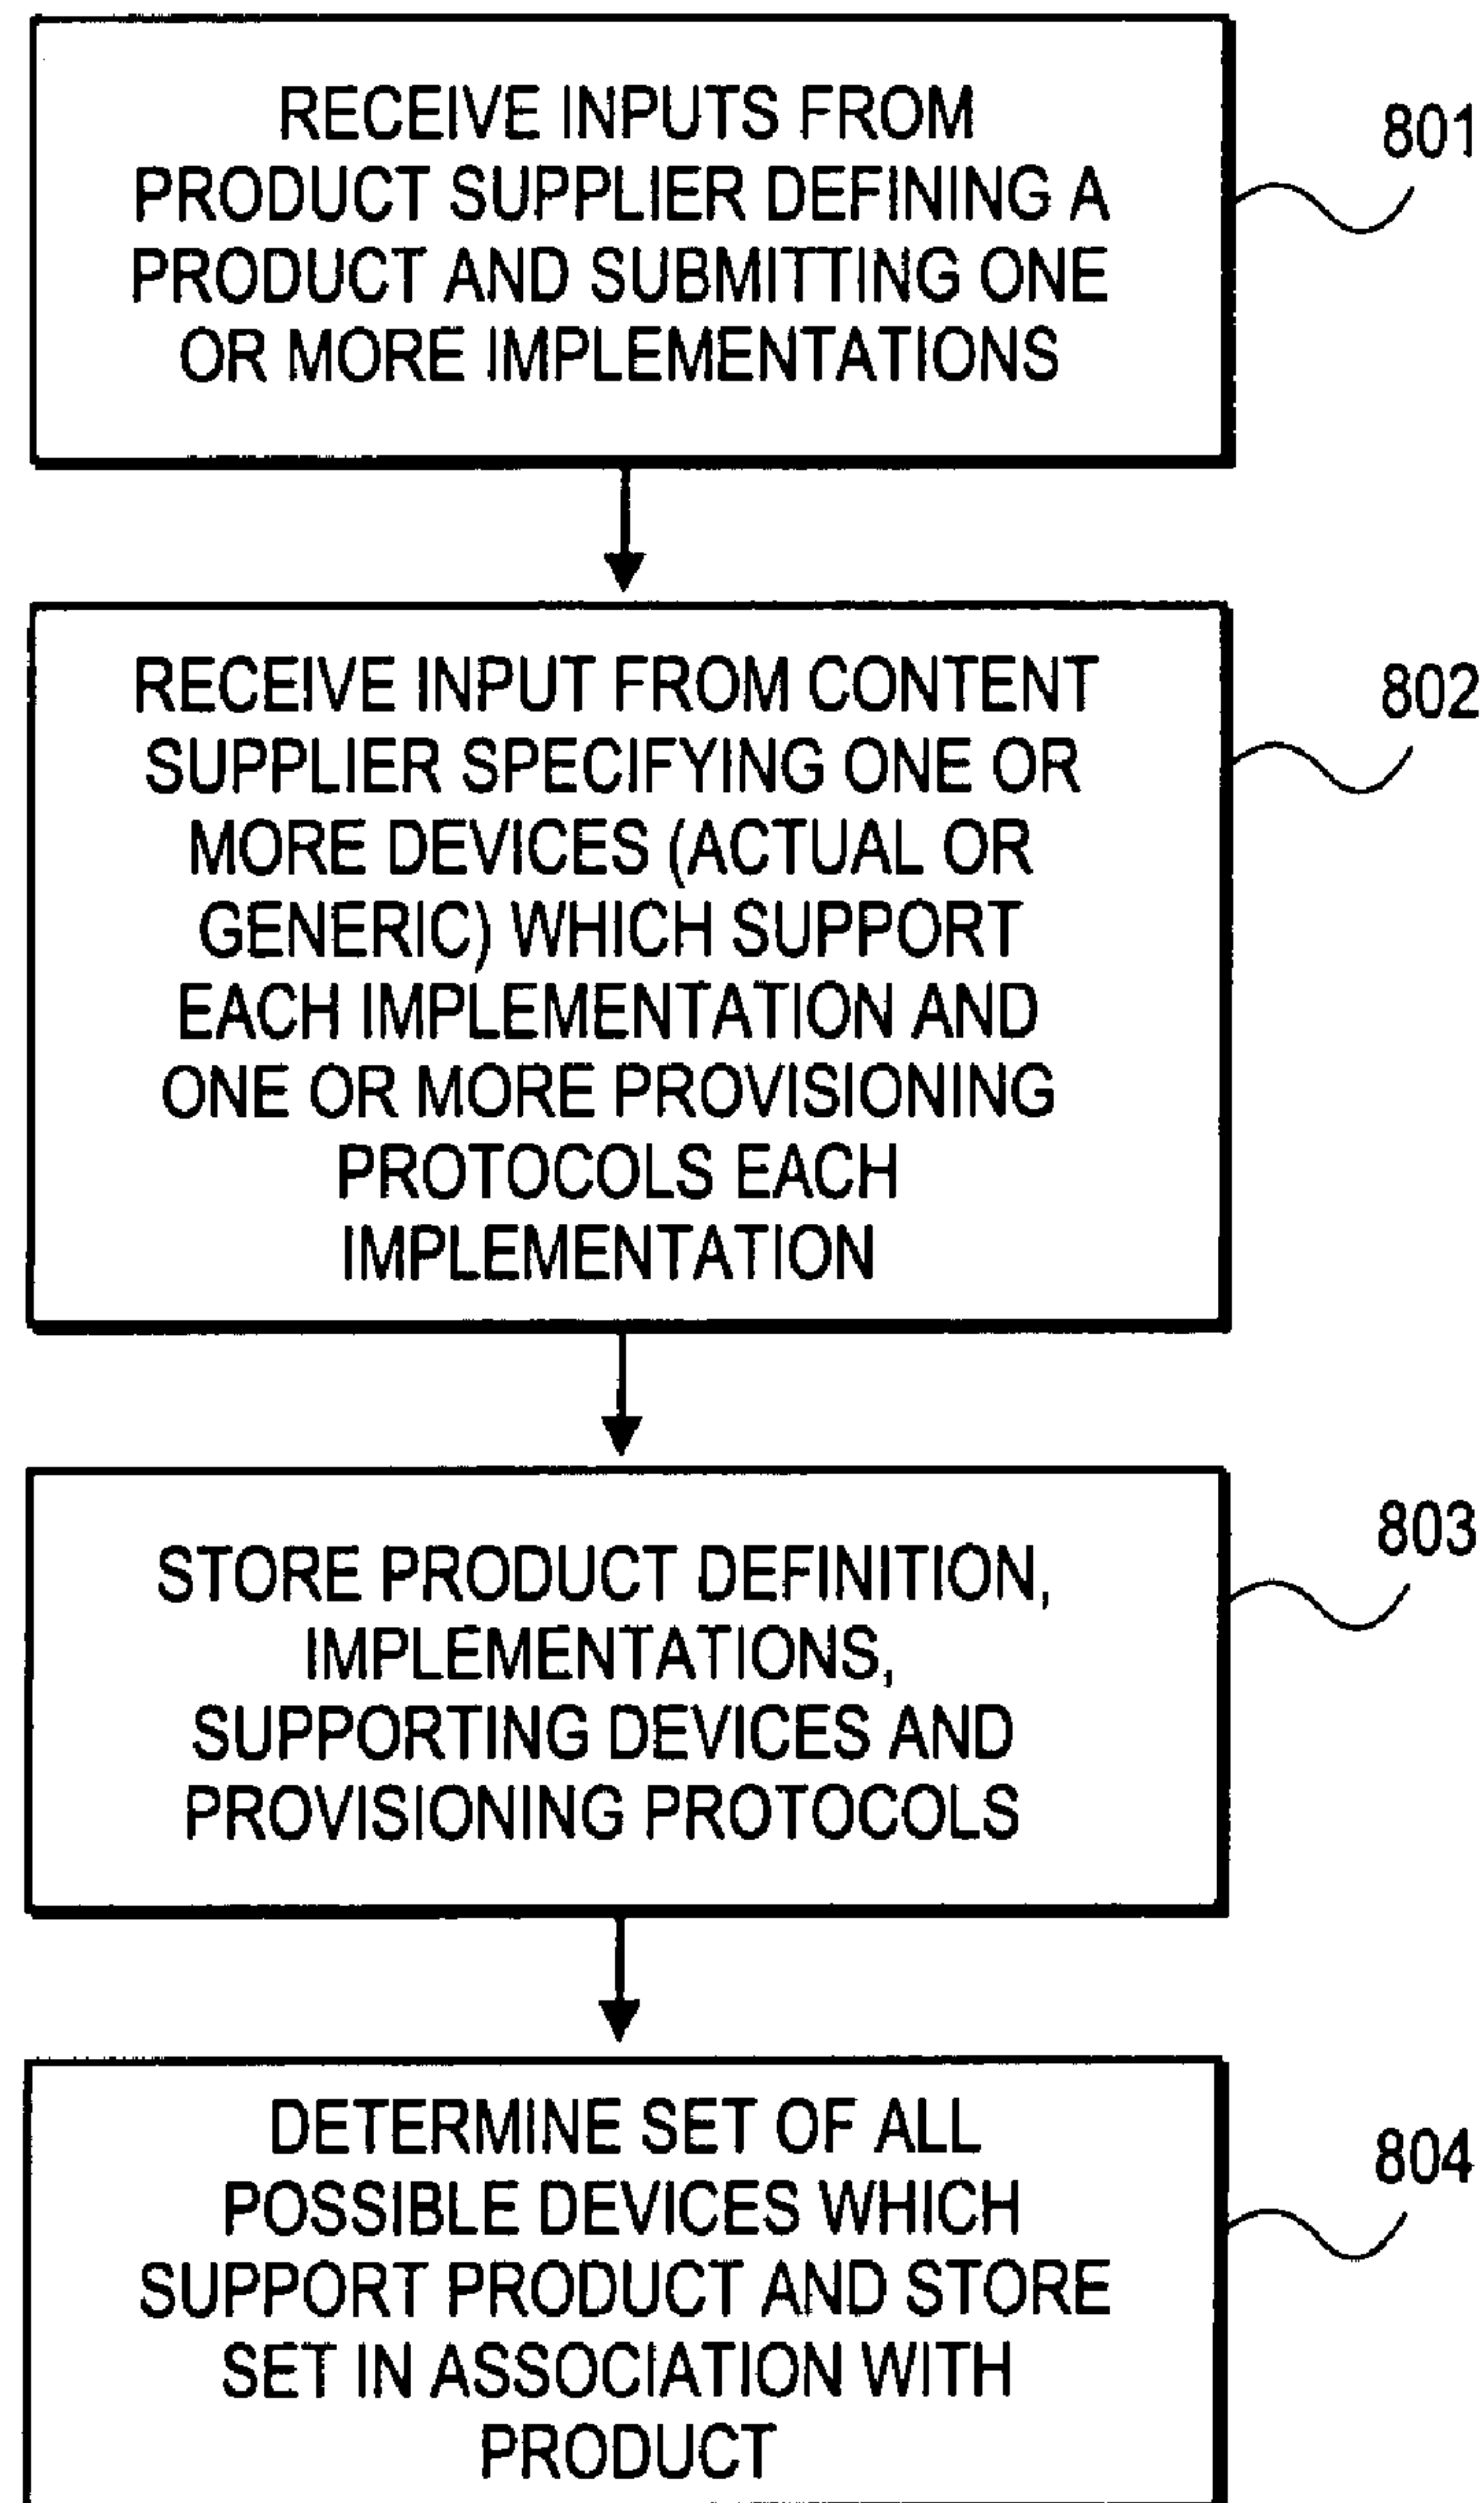 RECEIVE INPUTS FROM
PRODUCT SUPPLIER DEFINING A
PRODUCT AND SUBMITTING ONE
OR MORE IMPLEMENTATIONS
801
RECEIVE INPUT FROM CONTENT
SUPPLIER SPECIFYING ONE OR
MORE DEVICES (ACTUAL OR
GENERIC) WHICH SUPPORT
EACH IMPLEMENTATION AND
ONE OR MORE PROVISIONING
PROTOCOLS EACH
IMPLEMENTATION
802
STORE PRODUCT DEFINITION,
IMPLEMENTATIONS,
SUPPORTING DEVICES AND
PROVISIONING PROTOCOLS
803
DETERMINE SET OF ALL
POSSIBLE DEVICES WHICH
SUPPORT PRODUCT AND STORE
SET IN ASSOCIATION WITH
PRODUCT
804